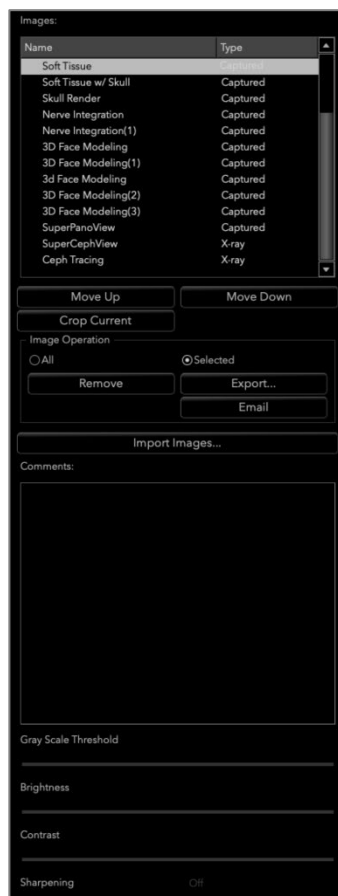 Images:
Name Type
Soft Tissue Captured
Soft Tissue w/ Skull Captured
Skull Render Captured
Nerve Integration Captured
Nerve Integration(1) Captured
3D Face Modeling Captured
3D Face Modeling(1) Captured
3d Face Modeling Captured
3D Face Modeling(2) Captured
3D Face Modeling(3) Captured
SuperPanoView Captured
SuperCephView X-ray
Ceph Tracing X-ray
Move Up Move Down
Crop Current
Image Operation
All Selected
Remove Export...
Email
Import Images...
Comments:
Gray Scale Threshold
Brightness
Contrast
Sharpening Off